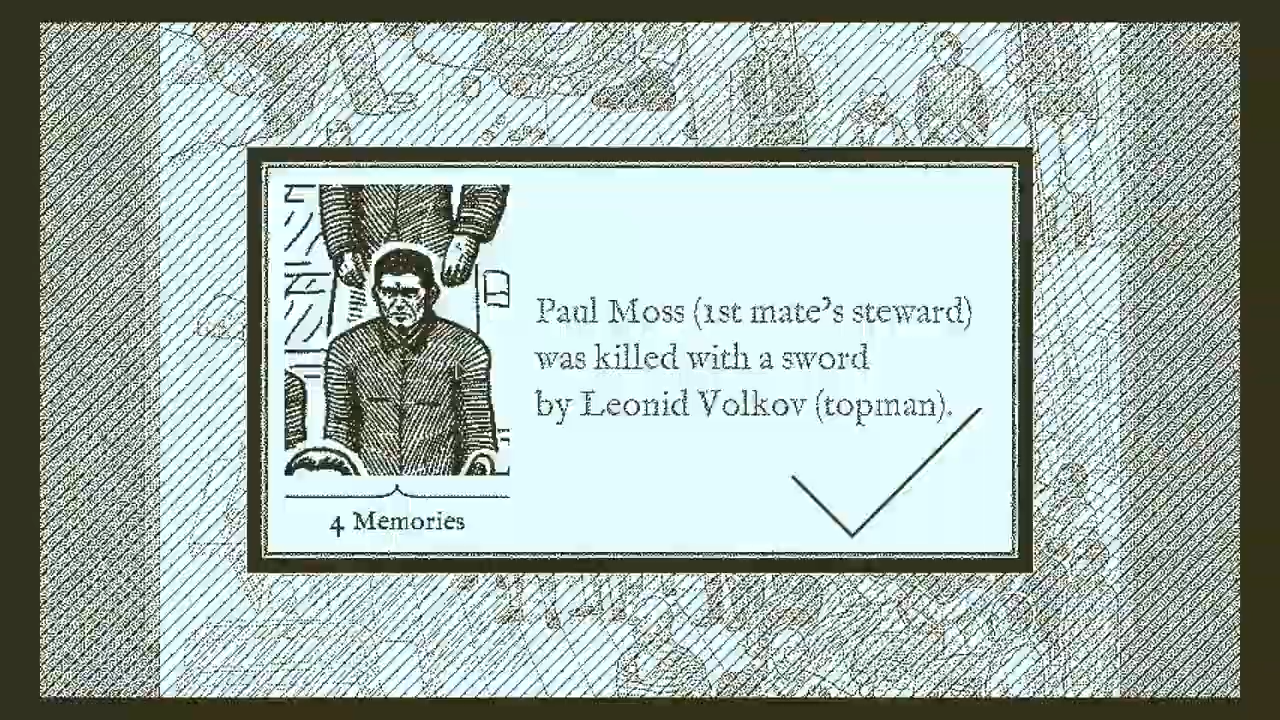 Paul Moss (1st mate's steward)
was killed with a sword
by Leonid Volkov (topman).
4 Memories